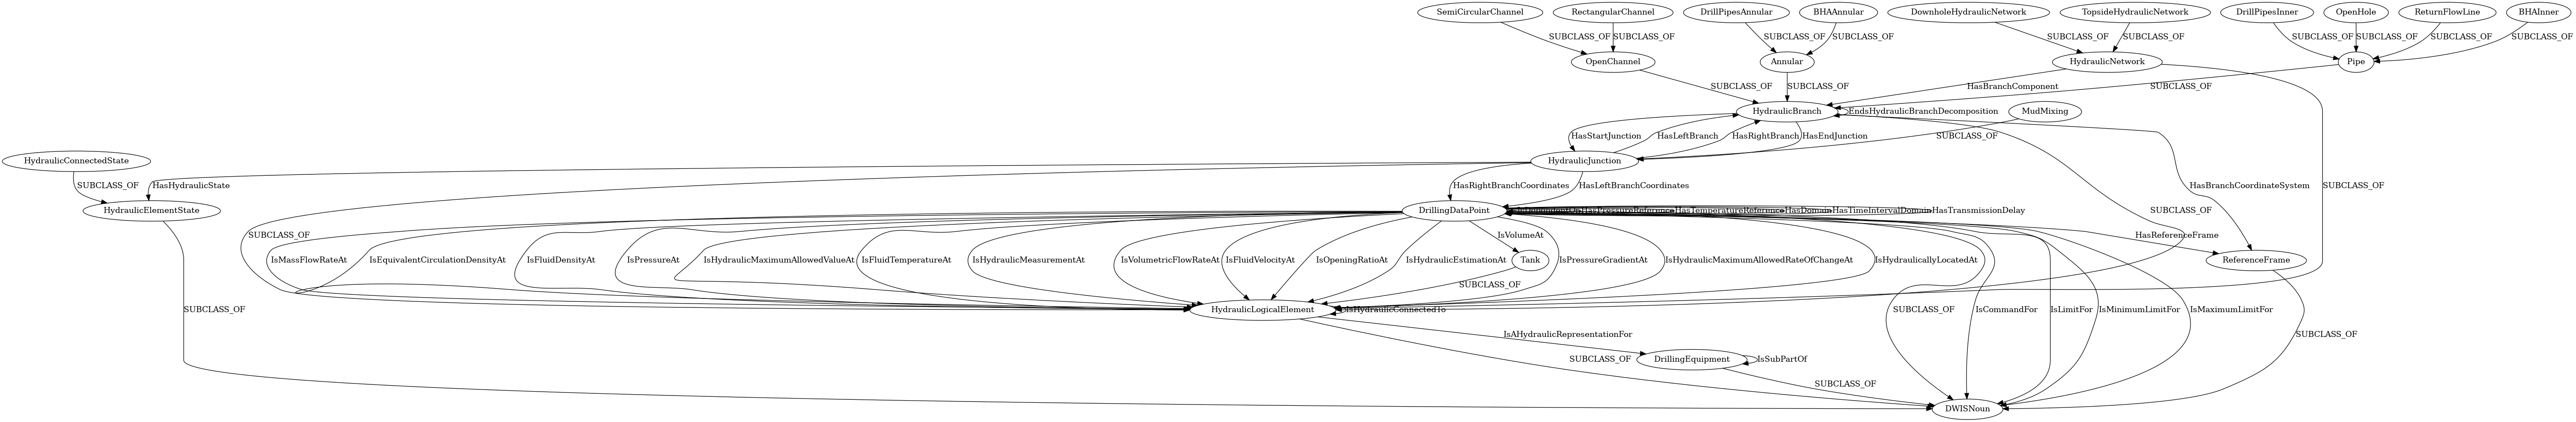 SemiCircularChannel
RectangularChannel
DrillPipesAnnular
BHAAnnular
DownholeHydraulicNetwork
TopsideHydraulicNetwork
DrillPipesInner
OpenHole
ReturnFlowLine
BHAInner
SUBCLASS_OF
SUBCLASS_OF
SUBCLASS_OF
SUBCLASS_OF
SUBCLASS_OF
SUBCLASS_OF
SUBCLASS_OF
SUBCLASS_OF
SUBCLASS_OF
SUBCLASS_OF
OpenChannel
Annular
HydraulicNetwork
Pipe
SUBCLASS_OF
SUBCLASS_OF
HasBranchComponent
SUBCLASS_OF
HydraulicBranch
EndsHydraulicBranchDecomposition
MudMixing
HasStartJunction
HasLeftBranch
HasRightBranch
HasEndJunction
SUBCLASS_OF
HydraulicConnectedState
HydraulicJunction
SUBCLASS_OF
HasHydraulicState
HasRightBranchCoordinates
HasLeftBranchCoordinates
HasBranchCoordinateSystem
SUBCLASS_OF
HydraulicElementState
DrillingDataPoint
HasPressureReference
HasTemperatureReference
HasDomain
HasTimeIntervalDomain
HasTransmissionDelay
SUBCLASS_OF
SUBCLASS_OF
IsVolumeAt
HasReferenceFrame
IsMassFlowRateAt
IsEquivalentCirculationDensityAt
IsFluidDensityAt
IsPressureAt
IsHydraulicMaximumAllowedValueAt
IsFluidTemperatureAt
IsHydraulicMeasurementAt
IsVolumetricFlowRateAt
IsFluidVelocityAt
IsOpeningRatioAt
IsHydraulicEstimationAt
Tank
IsPressureGradientAt
IsHydraulicMaximumAllowedRateOfChangeAt
IsHydraulicallyLocatedAt
ReferenceFrame
SUBCLASS_OF
SUBCLASS_OF
HydraulicLogicalElement
IsHydraulicConnectedTo
SUBCLASS_OF
IsCommandFor
IsLimitFor
IsMinimumLimitFor
IsMaximumLimitFor
IsAHydraulicRepresentationFor
SUBCLASS_OF
SUBCLASS_OF
DrillingEquipment
IsSubPartOf
SUBCLASS_OF
DWISNoun